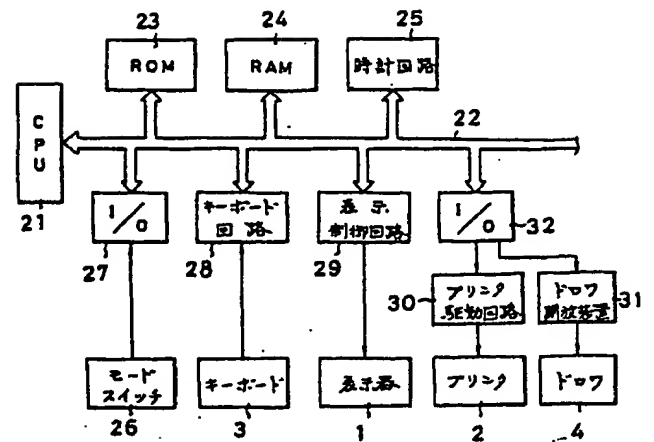 23
24
25
ROM
RAM
時計回路
22
CPU
21
I/O
27
キーボード
回路
28
表示
制御回路
29
I/O
32
30
プリンタ
駆動回路
ドロワ
開放装置
31
モード
スイッチ
26
キーボード
3
表示器
1
プリンタ
2
ドロワ
4